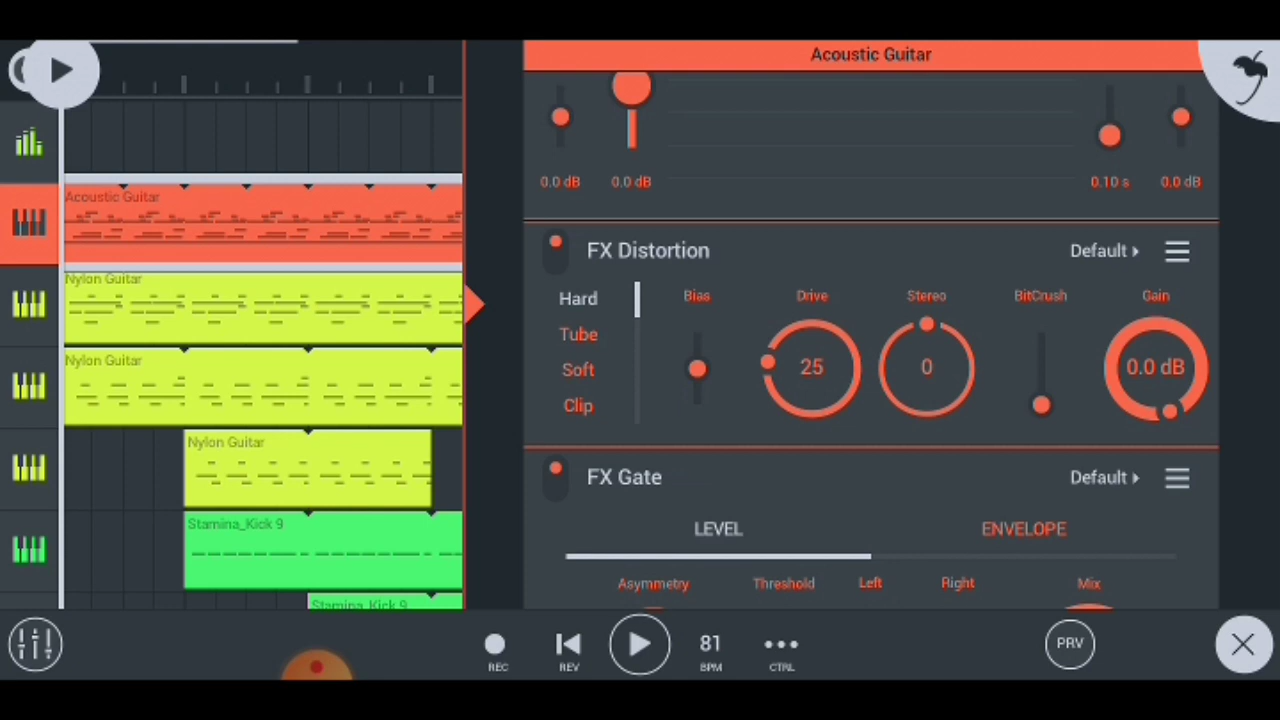 Acoustic Guitar
0.0 dB
0.0 dB
0.10 s
0.0 dB
Acoustic Guitar
Nylon Guitar
Nylon Guitar
Nylon Guitar
Stamina_Kick 9
Stamina_Kick 9
FX Distortion
Default
Hard
Tube
Soft
Clip
Bias
Drive
Stereo
BitCrush
Gain
25
0
0.0 dB
FX Gate
Default
LEVEL
ENVELOPE
Asymmetry
Threshold
Left
Right
Mix
REC
REV
81
BPM
CTRL
PRV